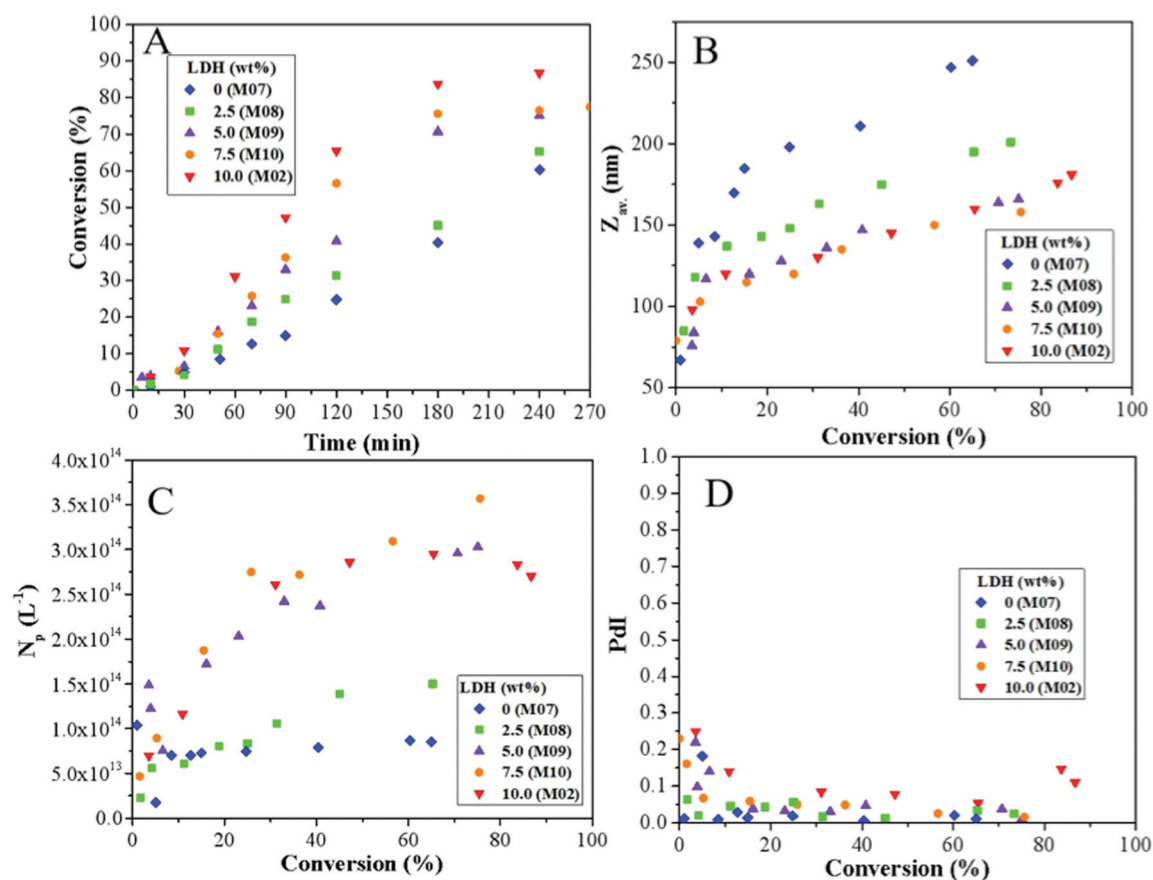 A
Conversion (%)
100
90
80
70
60
50
40
30
20
10
0
LDH (wt%)
0 (M07)
2.5 (M08)
5.0 (M09)
7.5 (M10)
10.0 (M02)
0 30 60 90 120 150 180 210 240 270
Time (min)
B
Zav. (nm)
250
200
150
100
50
LDH (wt%)
0 (M07)
2.5 (M08)
5.0 (M09)
7.5 (M10)
10.0 (M02)
0 20 40 60 80 100
Conversion (%)
C
Np (L-1)
4.0x10^14
3.5x10^14
3.0x10^14
2.5x10^14
2.0x10^14
1.5x10^14
1.0x10^14
5.0x10^13
0.0
LDH (wt%)
0 (M07)
2.5 (M08)
5.0 (M09)
7.5 (M10)
10.0 (M02)
0 20 40 60 80 100
Conversion (%)
D
PdI
1.0
0.9
0.8
0.7
0.6
0.5
0.4
0.3
0.2
0.1
0.0
LDH (wt%)
0 (M07)
2.5 (M08)
5.0 (M09)
7.5 (M10)
10.0 (M02)
0 20 40 60 80 100
Conversion (%)